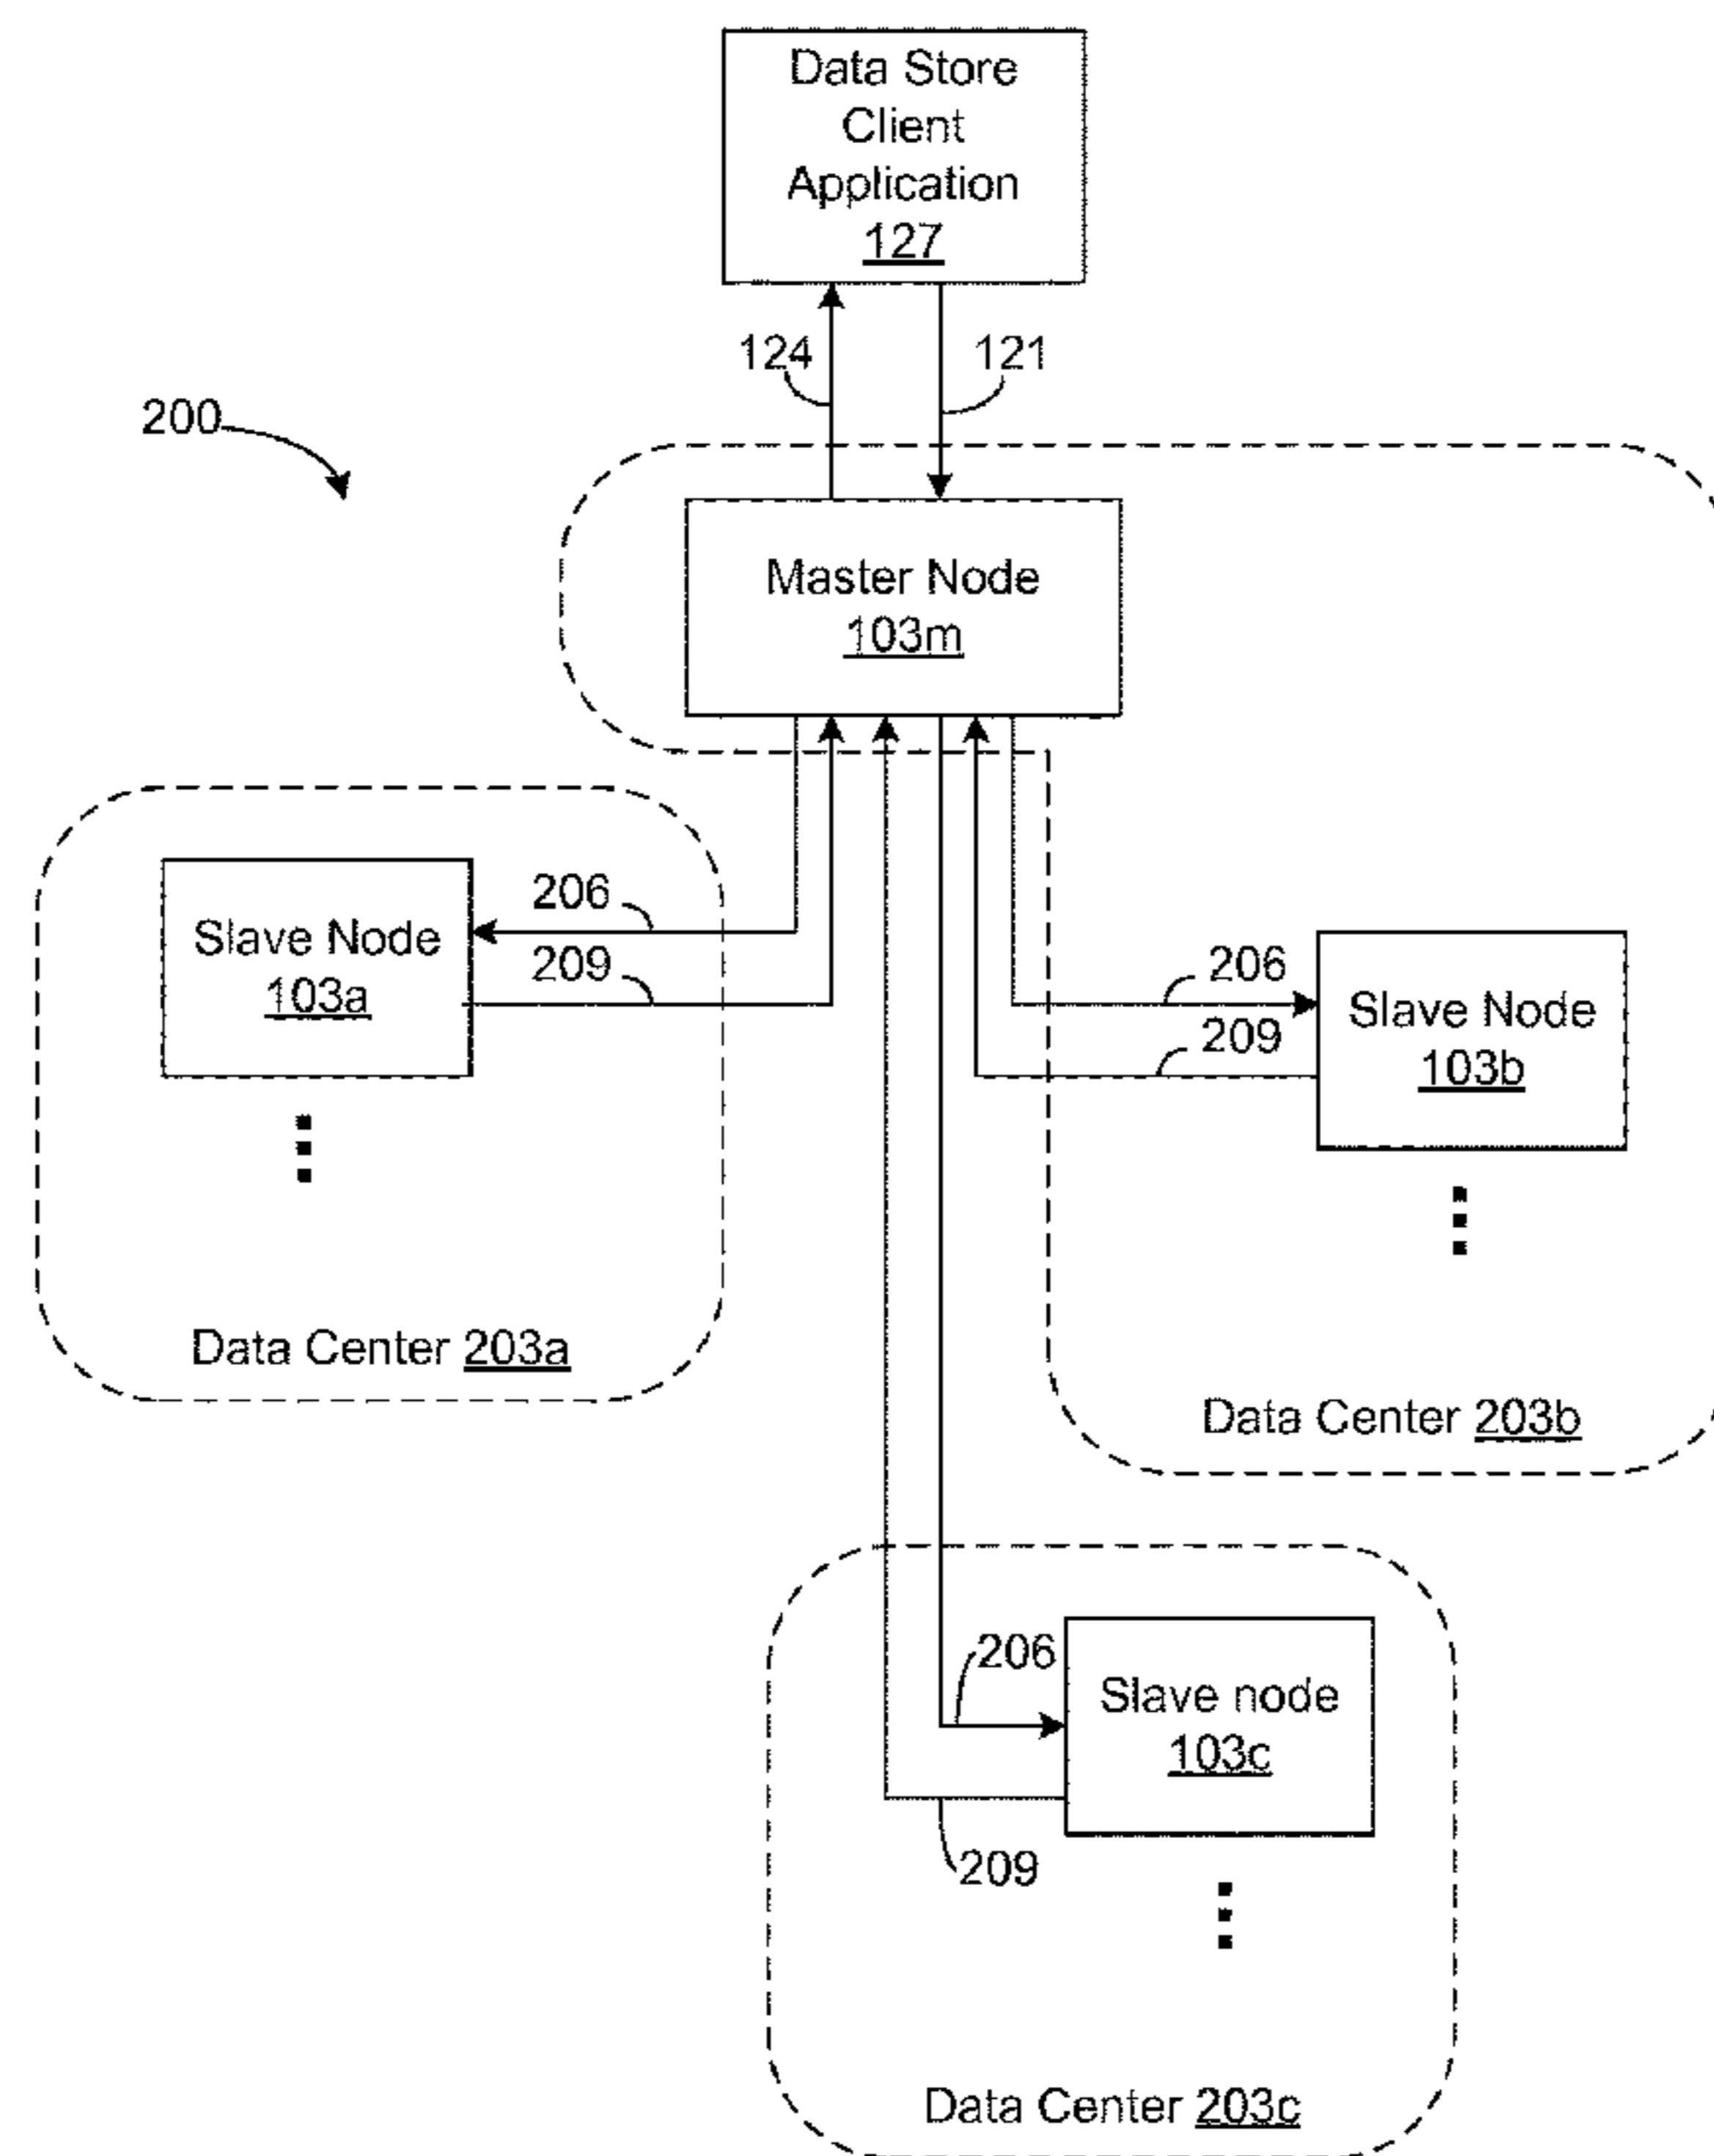 Data Store
Client
Application
127
124
121
200
Master Node
103m
206
Slave Node
103a
209
206
Slave Node
103b
209
Data Center 203a
Data Center 203b
206
Slave node
103c
209
Data Center 203c